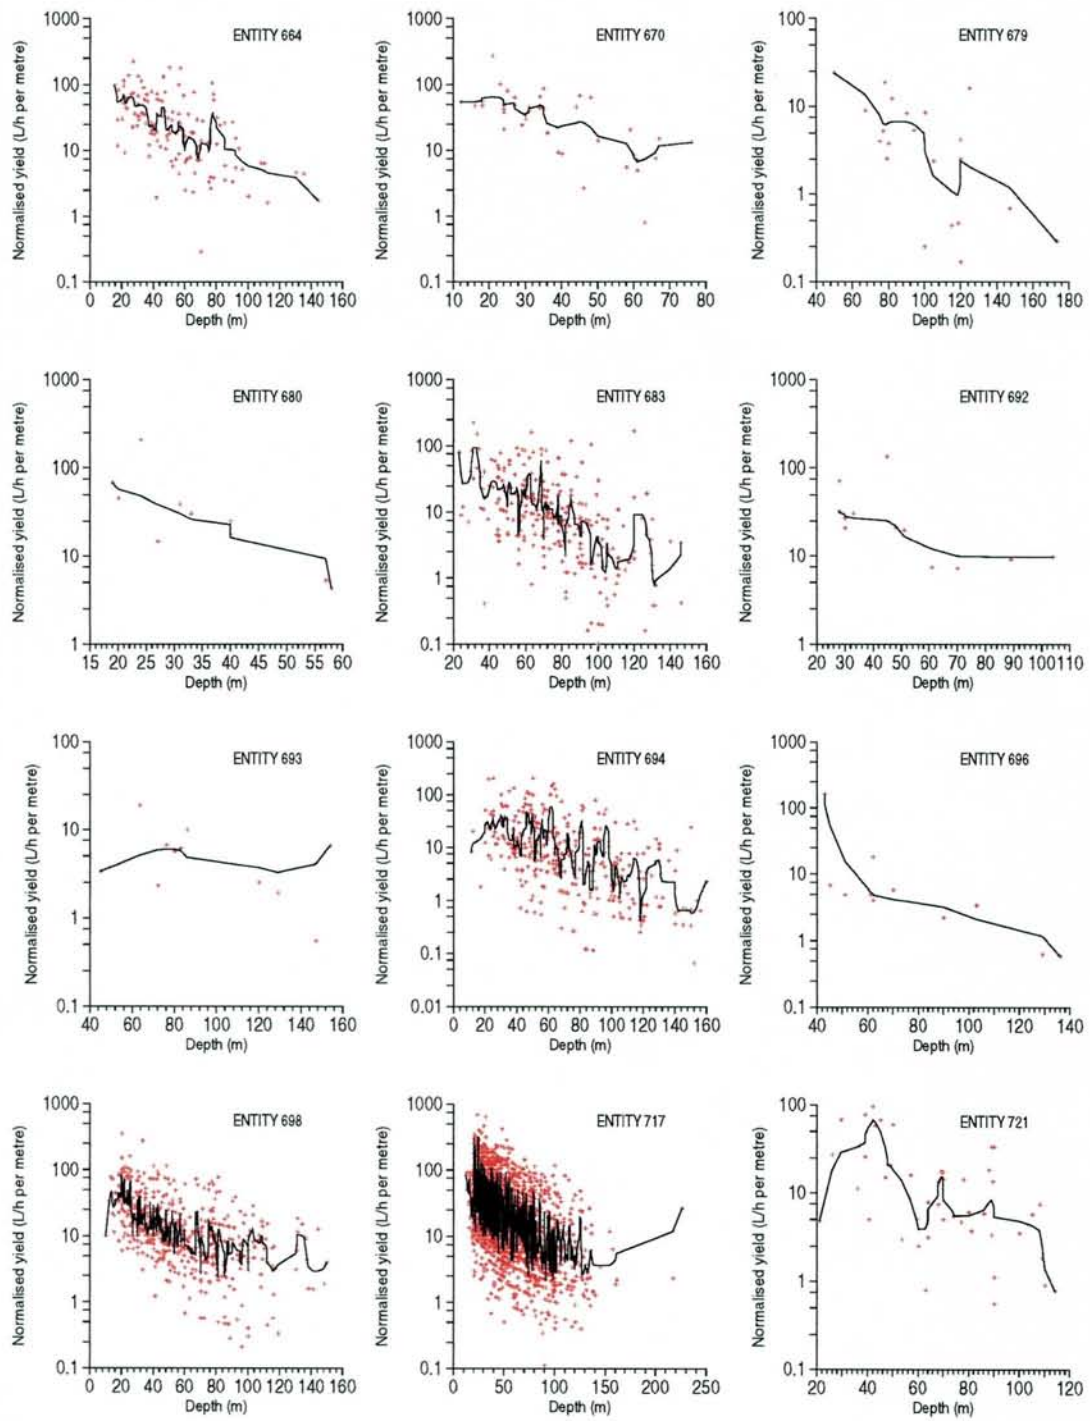 ENTITY 664
Normalised yield (L/h per metre)
1000
100
10
1
0.1
0 20 40 60 80 100 120 140 160
Depth (m)
ENTITY 670
Normalised yield (L/h per metre)
1000
100
10
1
0.1
10 20 30 40 50 60 70 80
Depth (m)
ENTITY 679
Normalised yield (L/h per metre)
100
10
1
0.1
40 60 80 100 120 140 160 180
Depth (m)
ENTITY 680
Normalised yield (L/h per metre)
1000
100
10
1
15 20 25 30 35 40 45 50 55 60
Depth (m)
ENTITY 683
Normalised yield (L/h per metre)
1000
100
10
1
0.1
20 40 60 80 100 120 140 160
Depth (m)
ENTITY 692
Normalised yield (L/h per metre)
1000
100
10
1
20 30 40 50 60 70 80 90 100 110
Depth (m)
ENTITY 693
Normalised yield (L/h per metre)
100
10
1
0.1
40 60 80 100 120 140 160
Depth (m)
ENTITY 694
Normalised yield (L/h per metre)
1000
100
10
1
0.1
0.01
0 20 40 60 80 100 120 140 160
Depth (m)
ENTITY 696
Normalised yield (L/h per metre)
1000
100
10
1
0.1
40 60 80 100 120 140
Depth (m)
ENTITY 698
Normalised yield (L/h per metre)
1000
100
10
1
0.1
0 20 40 60 80 100 120 140 160
Depth (m)
ENTITY 717
Normalised yield (L/h per metre)
1000
100
10
1
0.1
0 50 100 150 200 250
Depth (m)
ENTITY 721
Normalised yield (L/h per metre)
100
10
1
0.1
20 40 60 80 100 120
Depth (m)